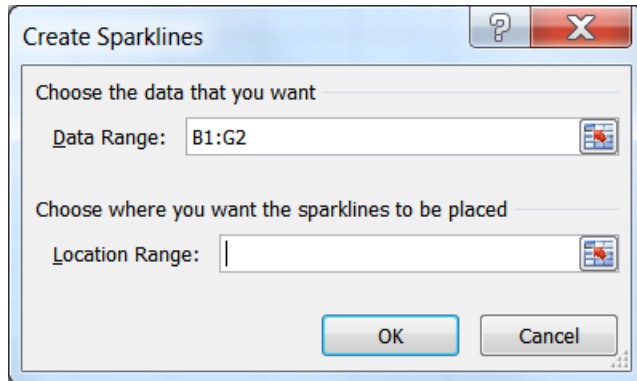 Create Sparklines
Choose the data that you want
Data Range: B1:G2
Choose where you want the sparklines to be placed
Location Range:
OK Cancel